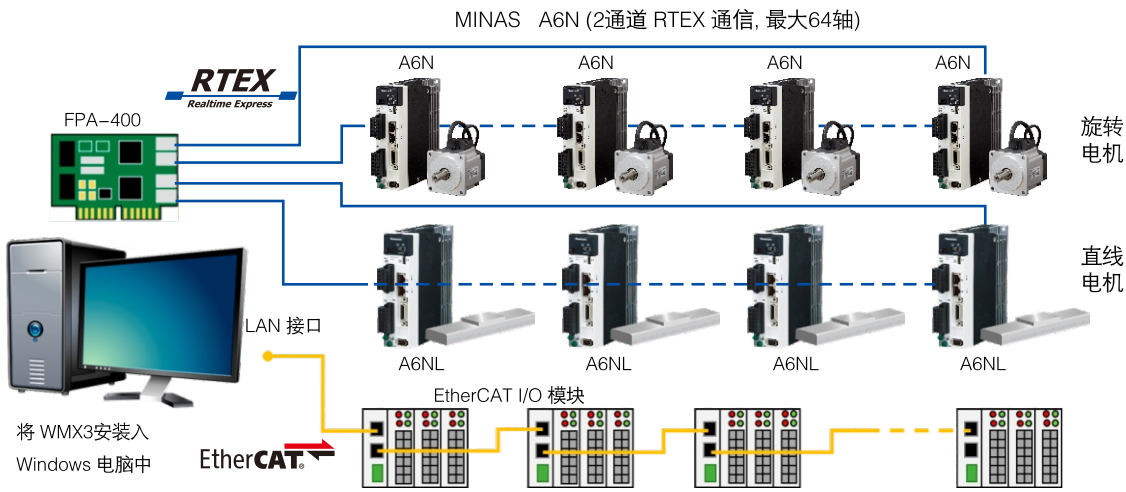 MINAS A6N (2通道 RTEX 通信, 最大64轴)
RTEX
Realtime Express
A6N
A6N
A6N
A6N
FPA-400
旋转
电机
直线
电机
LAN 接口
A6NL
A6NL
A6NL
A6NL
EtherCAT I/O 模块
将 WMX3安装入
Windows 电脑中
EtherCAT®